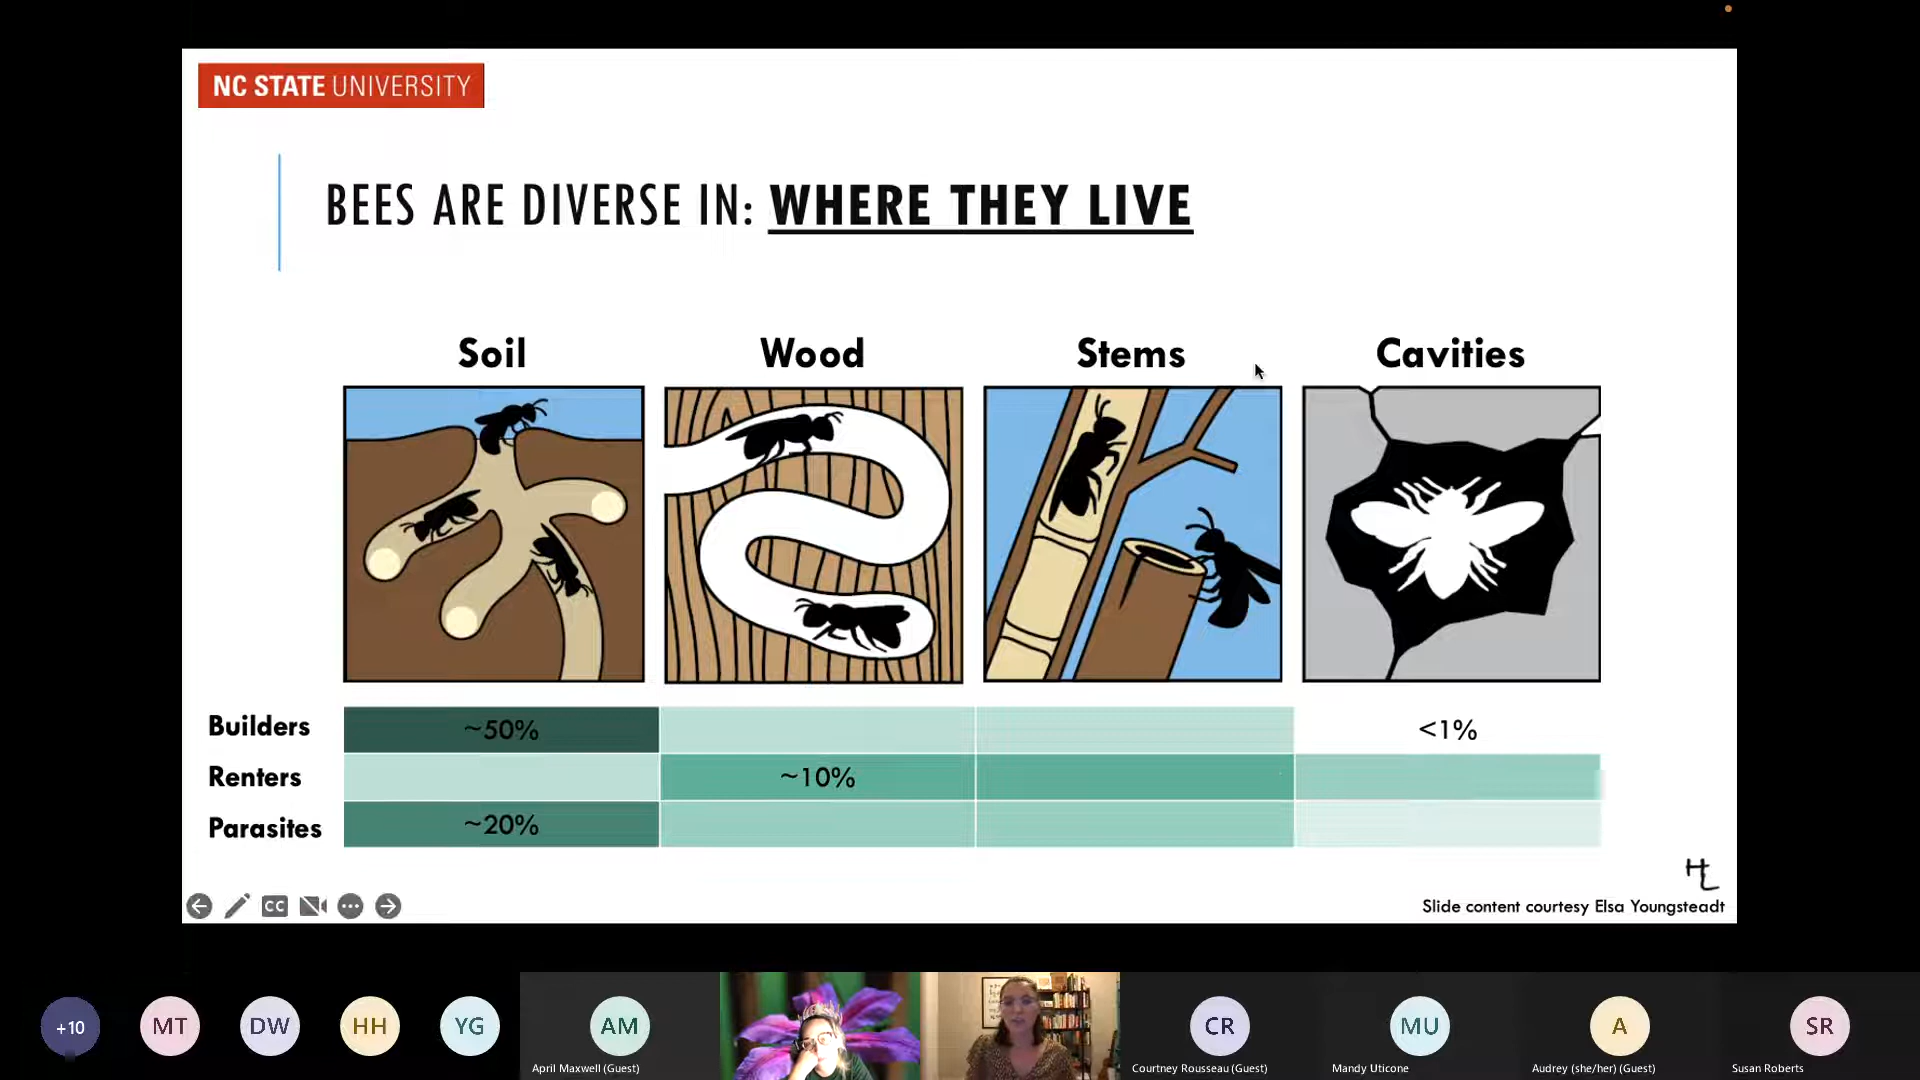 NC STATE UNIVERSITY
BEES ARE DIVERSE IN: WHERE THEY LIVE
Soil
Wood
Stems
Cavities
Builders
~50%
<1%
Renters
~10%
Parasites
~20%
HL
Slide content courtesy Elsa Youngsteadt
CC
+10
MT
DW
HH
YG
AM
April Maxwell (Guest)
CR
Courtney Rousseau (Guest)
MU
Mandy Uticone
A
Audrey (she/her) (Guest)
SR
Susan Roberts